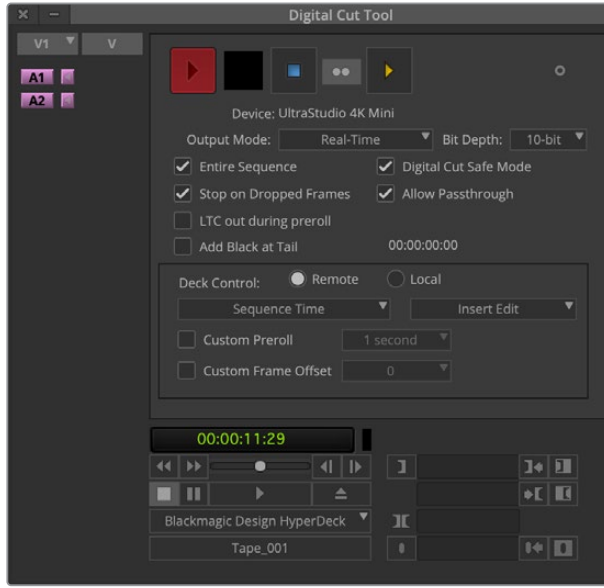 Digital Cut Tool
V1 V
A1
A2
Device: UltraStudio 4K Mini
Output Mode: Real-Time Bit Depth: 10-bit
Entire Sequence Digital Cut Safe Mode
Stop on Dropped Frames Allow Passthrough
LTC out during preroll
Add Black at Tail 00:00:00:00
Deck Control: Remote Local
Sequence Time Insert Edit
Custom Preroll 1 second
Custom Frame Offset 0
00:00:11:29
Blackmagic Design HyperDeck
Tape_001